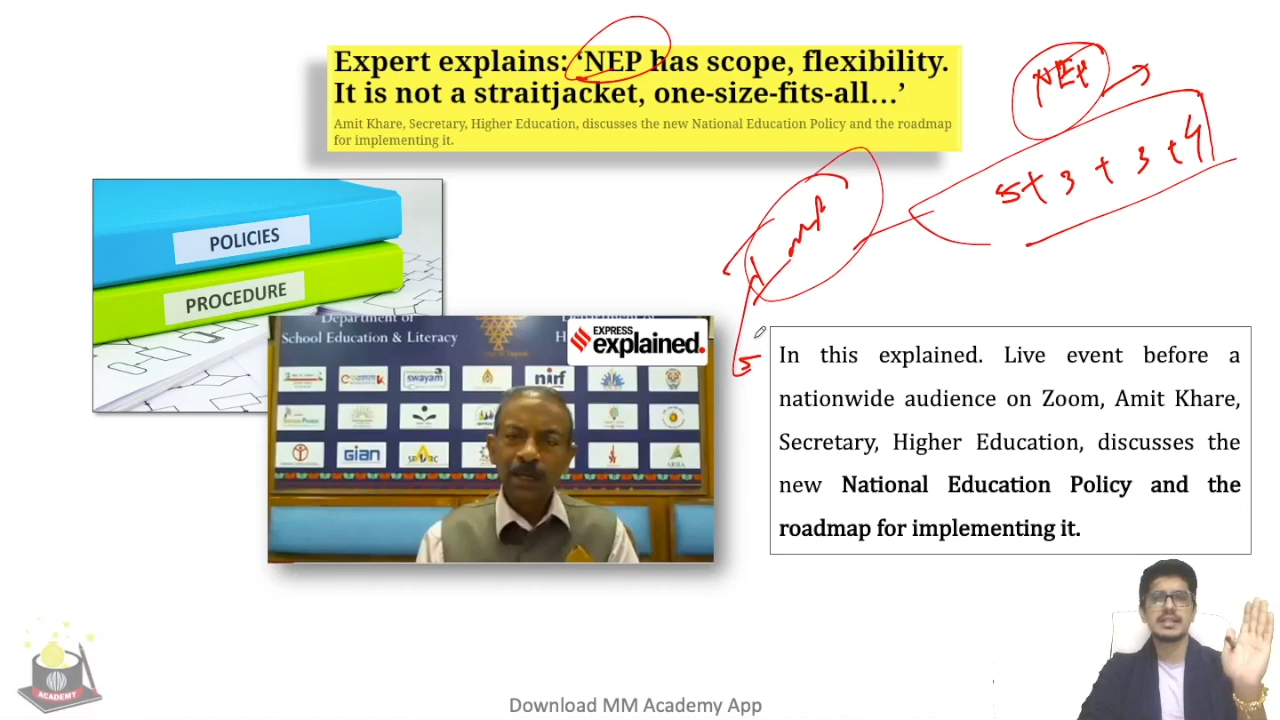 Expert explains: ‘NEP has scope, flexibility.
It is not a straitjacket, one-size-fits-all...’
Amit Khare, Secretary, Higher Education, discusses the new National Education Policy and the roadmap
for implementing it.
NEP
5+3+3+4
5
POLICIES
PROCEDURE
Department of
School Education & Literacy
EXPRESS
explained.
swayam
nirf
GIAN
In this explained. Live event before a
nationwide audience on Zoom, Amit Khare,
Secretary, Higher Education, discusses the
new National Education Policy and the
roadmap for implementing it.
MM
ACADEMY
Download MM Academy App